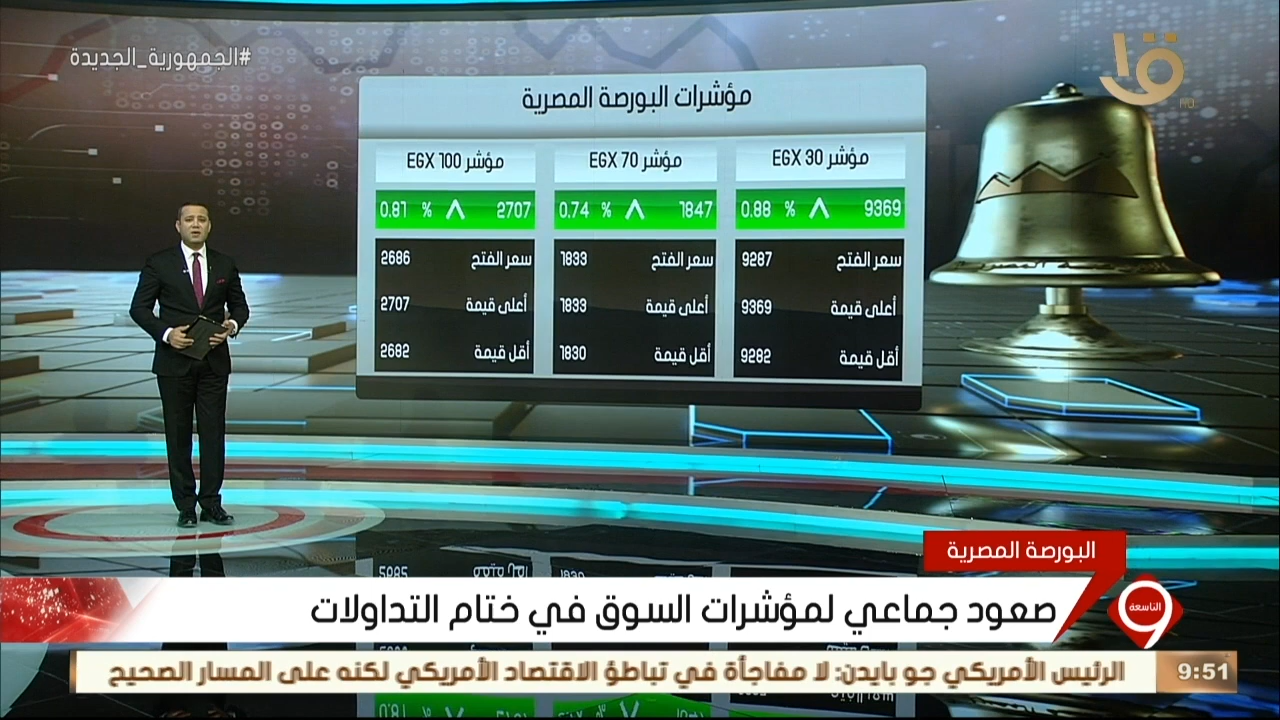 #الجمهورية_الجديدة
مؤشرات البورصة المصرية
مؤشر EGX 30
9369 % 0.88
سعر الفتح 9287
أعلى قيمة 9369
أقل قيمة 9282
مؤشر EGX 70
1847 % 0.74
سعر الفتح 1833
أعلى قيمة 1833
أقل قيمة 1830
مؤشر EGX 100
2707 % 0.81
سعر الفتح 2686
أعلى قيمة 2707
أقل قيمة 2682
البورصة المصرية
التاسعة
9
صعود جماعي لمؤشرات السوق في ختام التداولات
9:51
الرئيس الأمريكي جو بايدن: لا مفاجأة في تباطؤ الاقتصاد الأمريكي لكنه على المسار الصحيح